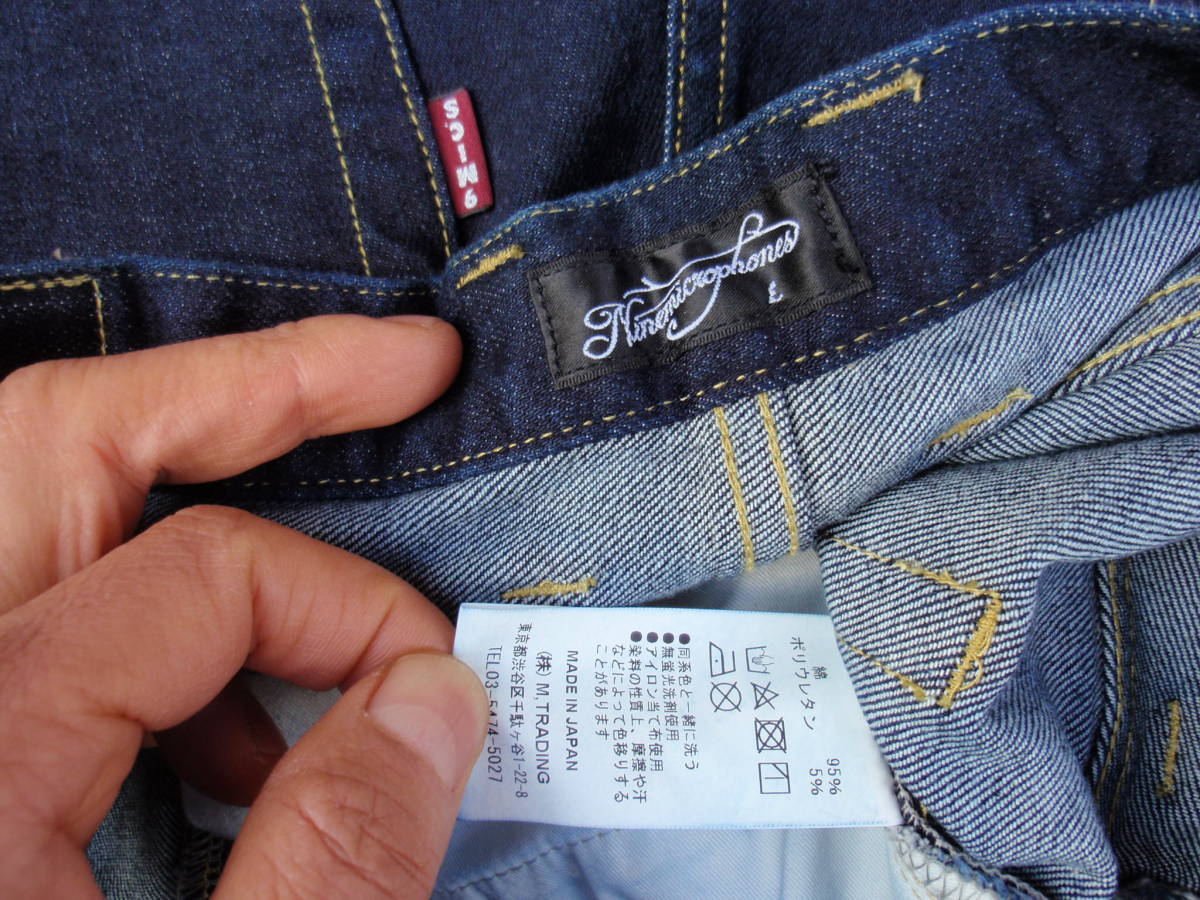 9 MICS
Ninemicrophones
綿 95%
ポリウレタン 5%
●同系色と一緒に洗う
●無蛍光洗剤使用
●アイロン当て布使用
●染料の性質上、摩擦や汗
などによって色移りする
ことがあります
MADE IN JAPAN
(株) M,TRADING
東京都渋谷区千駄ヶ谷1-22-8
TEL03-5474-5027